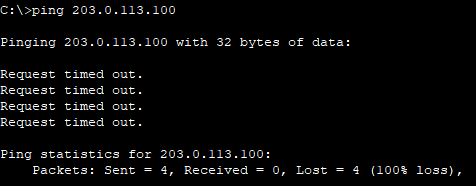 C:\>ping 203.0.113.100
Pinging 203.0.113.100 with 32 bytes of data:
Request timed out.
Request timed out.
Request timed out.
Request timed out.
Ping statistics for 203.0.113.100:
Packets: Sent = 4, Received = 0, Lost = 4 (100% loss),